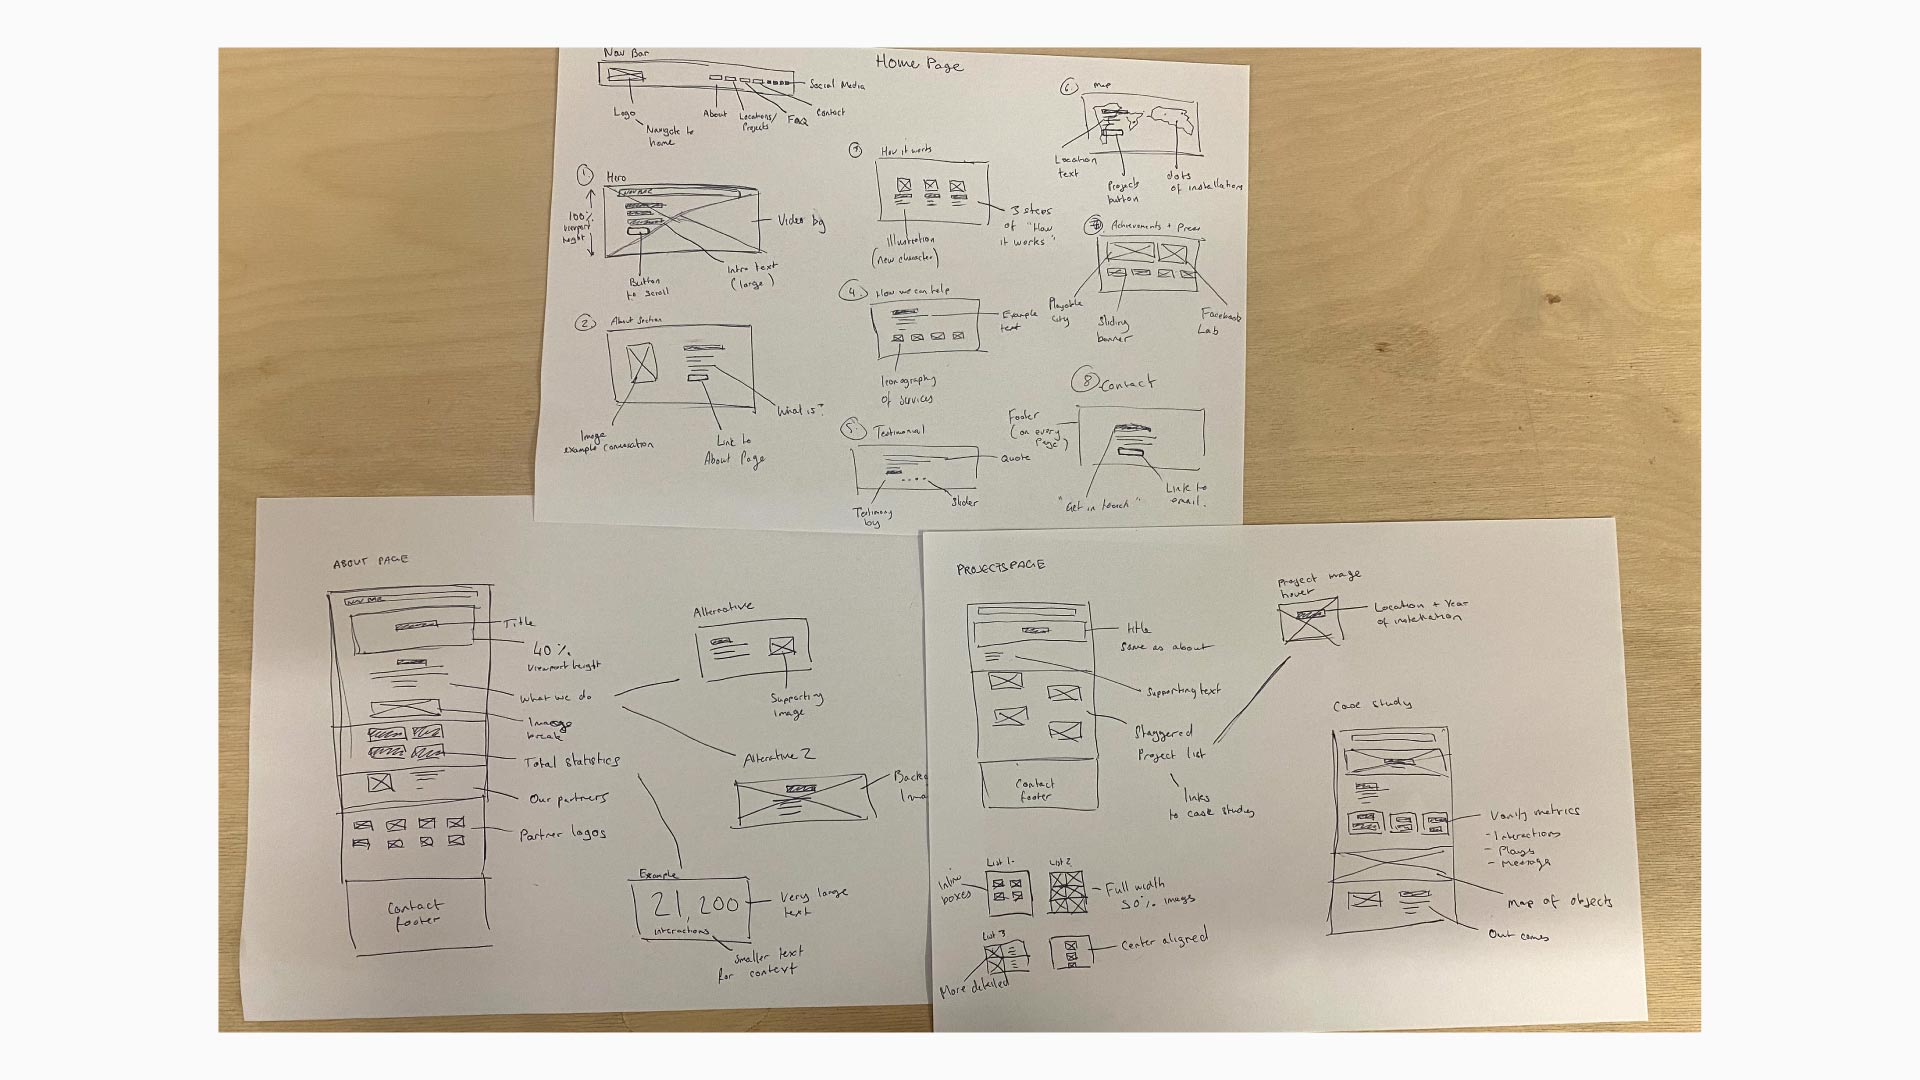 Nav Bar
Home Page
Logo
Navigate to
home
About
Locations/
Projects
FAQ
Contact
Social Media
1
Hero
100%
viewport
height
NAV BAR
Video bg
Button
to scroll
Intro text
(large)
2
About Section
Image
example conversation
Link to
About Page
What is?
3
How it works
Illustration
(new character)
3 steps
of "How
it works"
4.
How we can help
Example
text
Iconography
of services
5.
Testimonial
Quote
Testimony
by
Slider
6.
Map
Location
text
Projects
button
dots
of installations
Achievements + Press
Playable
City
Sliding
banner
Facebook
Lab
8
Contact
Footer
(on every
Page)
"Get in touch"
Link to
email.
ABOUT PAGE
NAV BAR
Title
40%
viewport height
What we do
Image
break
Total statistics
Our partners
Partner logos
Contact
footer
Alternative
Supporting
image
Alterative 2
Backg
Ima
Example
21,200
interactions
Very large
text
Smaller text
for context
PROJECTS PAGE
title
same as about
Supporting text
Staggered
Project list
links
to case study
Contact
footer
Project image
hover
Location + Year
of installation
Case study
Vanity metrics
- Interactions
- Plays
- Message
Map of objects
Out comes
List 1.
Inline
boxes
List 2
Full width
50% images
List 3
More detailed
Center aligned